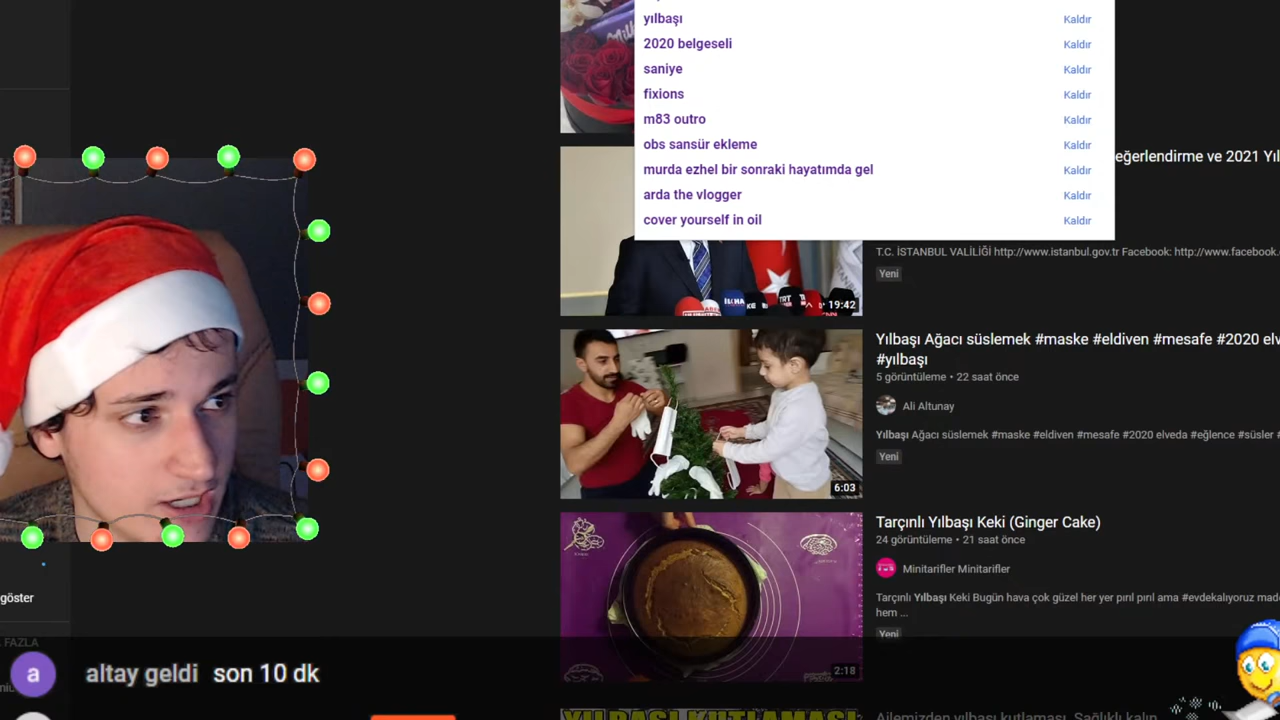 yılbaşı Kaldır
2020 belgeseli Kaldır
saniye Kaldır
fixions Kaldır
m83 outro Kaldır
obs sansür ekleme Kaldır
murda ezhel bir sonraki hayatımda gel Kaldır
arda the vlogger Kaldır
cover yourself in oil Kaldır
eğerlendirme ve 2021 Yıl
T.C. İSTANBUL VALİLİĞİ http://www.istanbul.gov.tr Facebook: http://www.facebook.
Yeni
19:42
Yılbaşı Ağacı süslemek #maske #eldiven #mesafe #2020 elv
#yılbaşı
5 görüntüleme • 22 saat önce
Ali Altunay
Yılbaşı Ağacı süslemek #maske #eldiven #mesafe #2020 elveda #eğlence #süsler #
Yeni
6:03
Tarçınlı Yılbaşı Keki (Ginger Cake)
24 görüntüleme • 21 saat önce
Minitarifler Minitarifler
Tarçınlı Yılbaşı Keki Bugün hava çok güzel her yer pırıl pırıl ama #evdekalıyoruz mad
hem ...
Yeni
2:18
göster
FAZLA
a altay geldi son 10 dk
YILBAŞI KUTLAMASI
Ailemizden yılbaşı kutlaması. Sağlıklı kalın